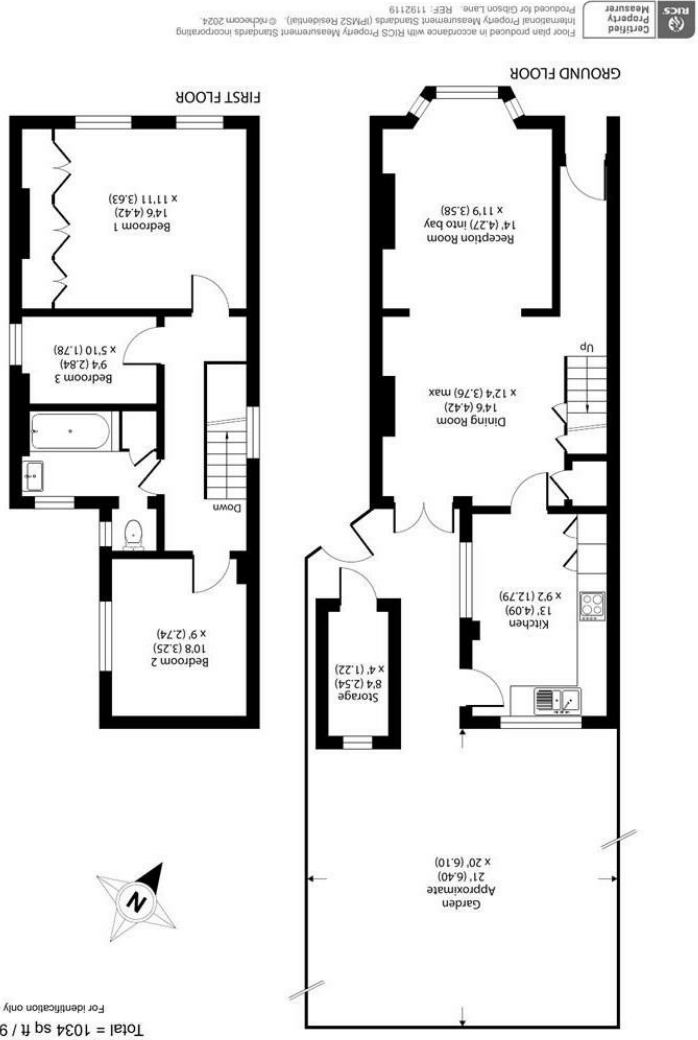 Total = 1034 sq ft / 9
For identification only
N
Garden
Approximate
21' (6.40)
x 20' (6.10)
Storage
8'4 (2.54)
x 4' (1.22)
Kitchen
13' (4.09)
x 9'2 (12.79)
Dining Room
14'6 (4.42)
x 12'4 (3.76) max
Up
Reception Room
14' (4.27) into bay
x 11'9 (3.58)
GROUND FLOOR
Bedroom 2
10'8 (3.25)
x 9' (2.74)
Down
Bedroom 3
9'4 (2.84)
x 5'10 (1.78)
Bedroom 1
14'6 (4.42)
x 11'11 (3.63)
FIRST FLOOR
Certified
Property
Measurer
RICS
Floor plan produced in accordance with RICS Property Measurement Standards incorporating
International Property Measurement Standards (IPMS2 Residential). © nichecom 2024.
Produced for Gibson Lane. REF: 1192119